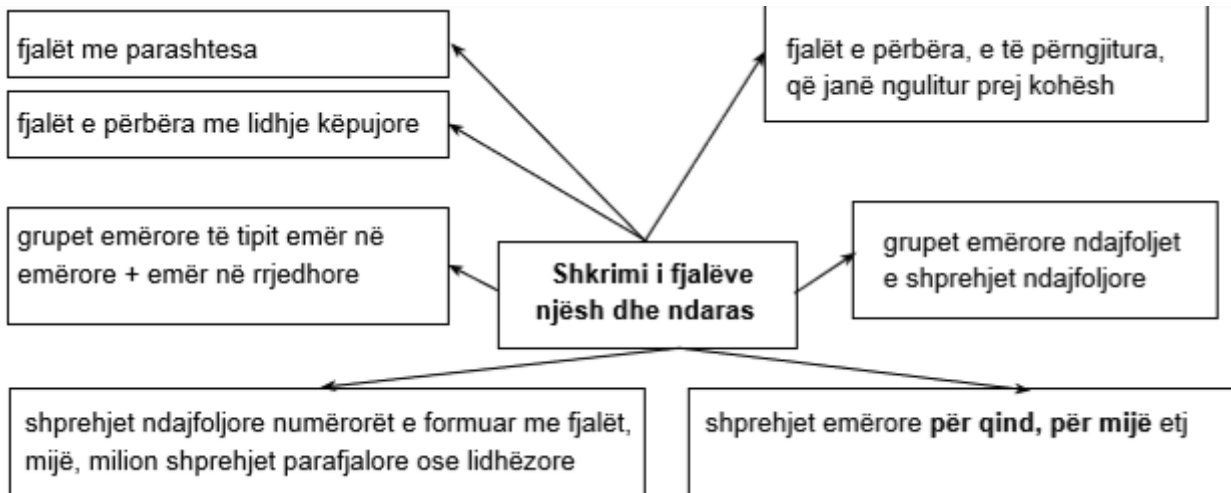 fjalët me parashtesa
fjalët e përbëra, e të përngjitura,
që janë ngulitur prej kohësh
fjalët e përbëra me lidhje këpujore
grupet emërore të tipit emër në
emërore + emër në rrjedhore
Shkrimi i fjalëve
njësh dhe ndaras
grupet emërore ndajfoljet
e shprehjet ndajfoljore
shprehjet ndajfoljore numërorët e formuar me fjalët,
mijë, milion shprehjet parafjalore ose lidhëzore
shprehjet emërore për qind, për mijë etj